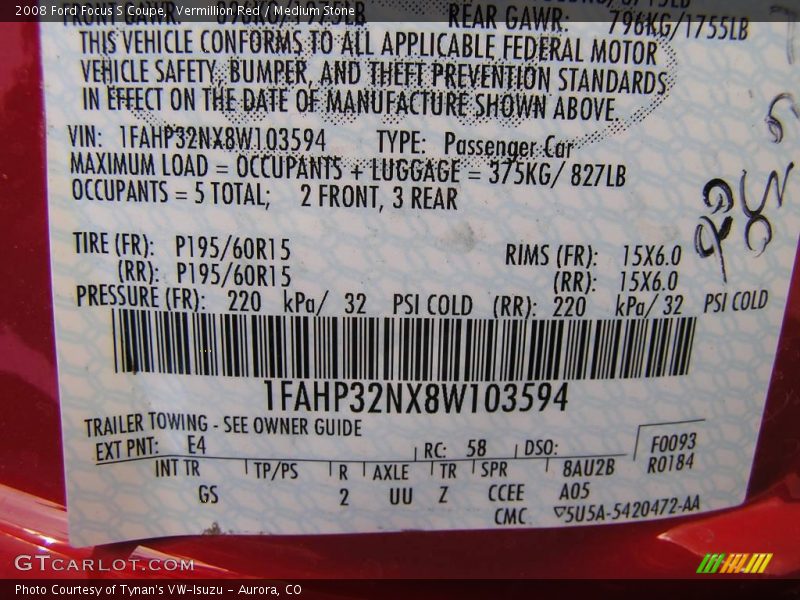 2008 Ford Focus S Coupe, Vermillion Red / Medium Stone
FRONT GAWR: REAR GAWR: 796KG/1755LB
THIS VEHICLE CONFORMS TO ALL APPLICABLE FEDERAL MOTOR
VEHICLE SAFETY, BUMPER, AND THEFT PREVENTION STANDARDS
IN EFFECT ON THE DATE OF MANUFACTURE SHOWN ABOVE.
VIN: 1FAHP32NX8W103594 TYPE: Passenger Car
MAXIMUM LOAD = OCCUPANTS + LUGGAGE = 375KG/ 827LB
OCCUPANTS = 5 TOTAL; 2 FRONT, 3 REAR
TIRE (FR): P195/60R15 RIMS (FR): 15X6.0
(RR): P195/60R15 (RR): 15X6.0
PRESSURE (FR): 220 kPa/ 32 PSI COLD (RR): 220 kPa/ 32 PSI COLD
1FAHP32NX8W103594
TRAILER TOWING - SEE OWNER GUIDE
EXT PNT: E4 RC: 58 DSO: F0093
INT TR TP/PS R AXLE TR SPR 8AU2B R0184
GS 2 UU Z CCEE A05
CMC ▽5U5A-5420472-AA
GTCARLOT.COM
Photo Courtesy of Tynan's VW-Isuzu - Aurora, CO